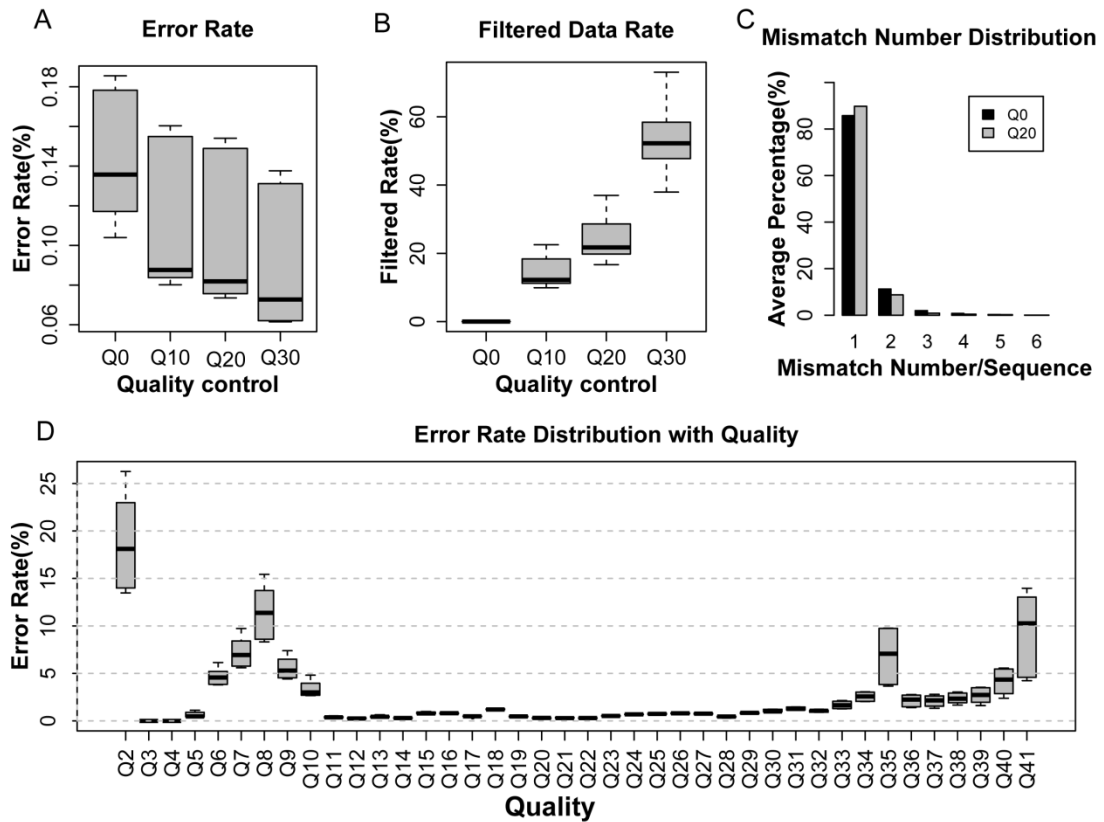 A
Error Rate
Error Rate(%)
0.18
0.14
0.10
0.06
Q0 Q10 Q20 Q30
Quality control
B
Filtered Data Rate
Filtered Rate(%)
60
40
20
0
Q0 Q10 Q20 Q30
Quality control
C
Mismatch Number Distribution
Average Percentage(%)
80
60
40
20
0
Q0
Q20
1 2 3 4 5 6
Mismatch Number/Sequence
D
Error Rate Distribution with Quality
Error Rate(%)
25
20
15
10
5
0
Q2 Q3 Q4 Q5 Q6 Q7 Q8 Q9 Q10 Q11 Q12 Q13 Q14 Q15 Q16 Q17 Q18 Q19 Q20 Q21 Q22 Q23 Q24 Q25 Q26 Q27 Q28 Q29 Q30 Q31 Q32 Q33 Q34 Q35 Q36 Q37 Q38 Q39 Q40 Q41
Quality